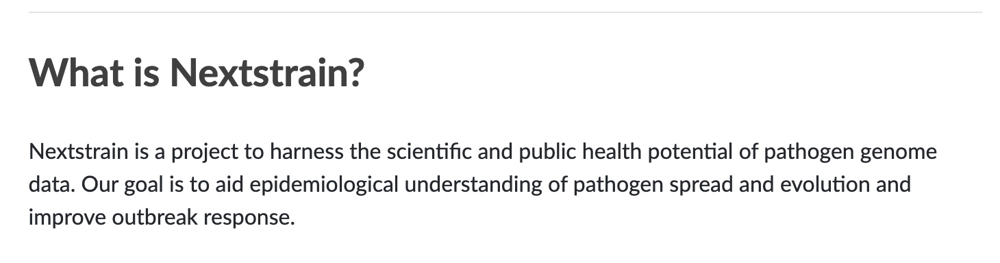 What is Nextstrain?
Nextstrain is a project to harness the scientific and public health potential of pathogen genome
data. Our goal is to aid epidemiological understanding of pathogen spread and evolution and
improve outbreak response.